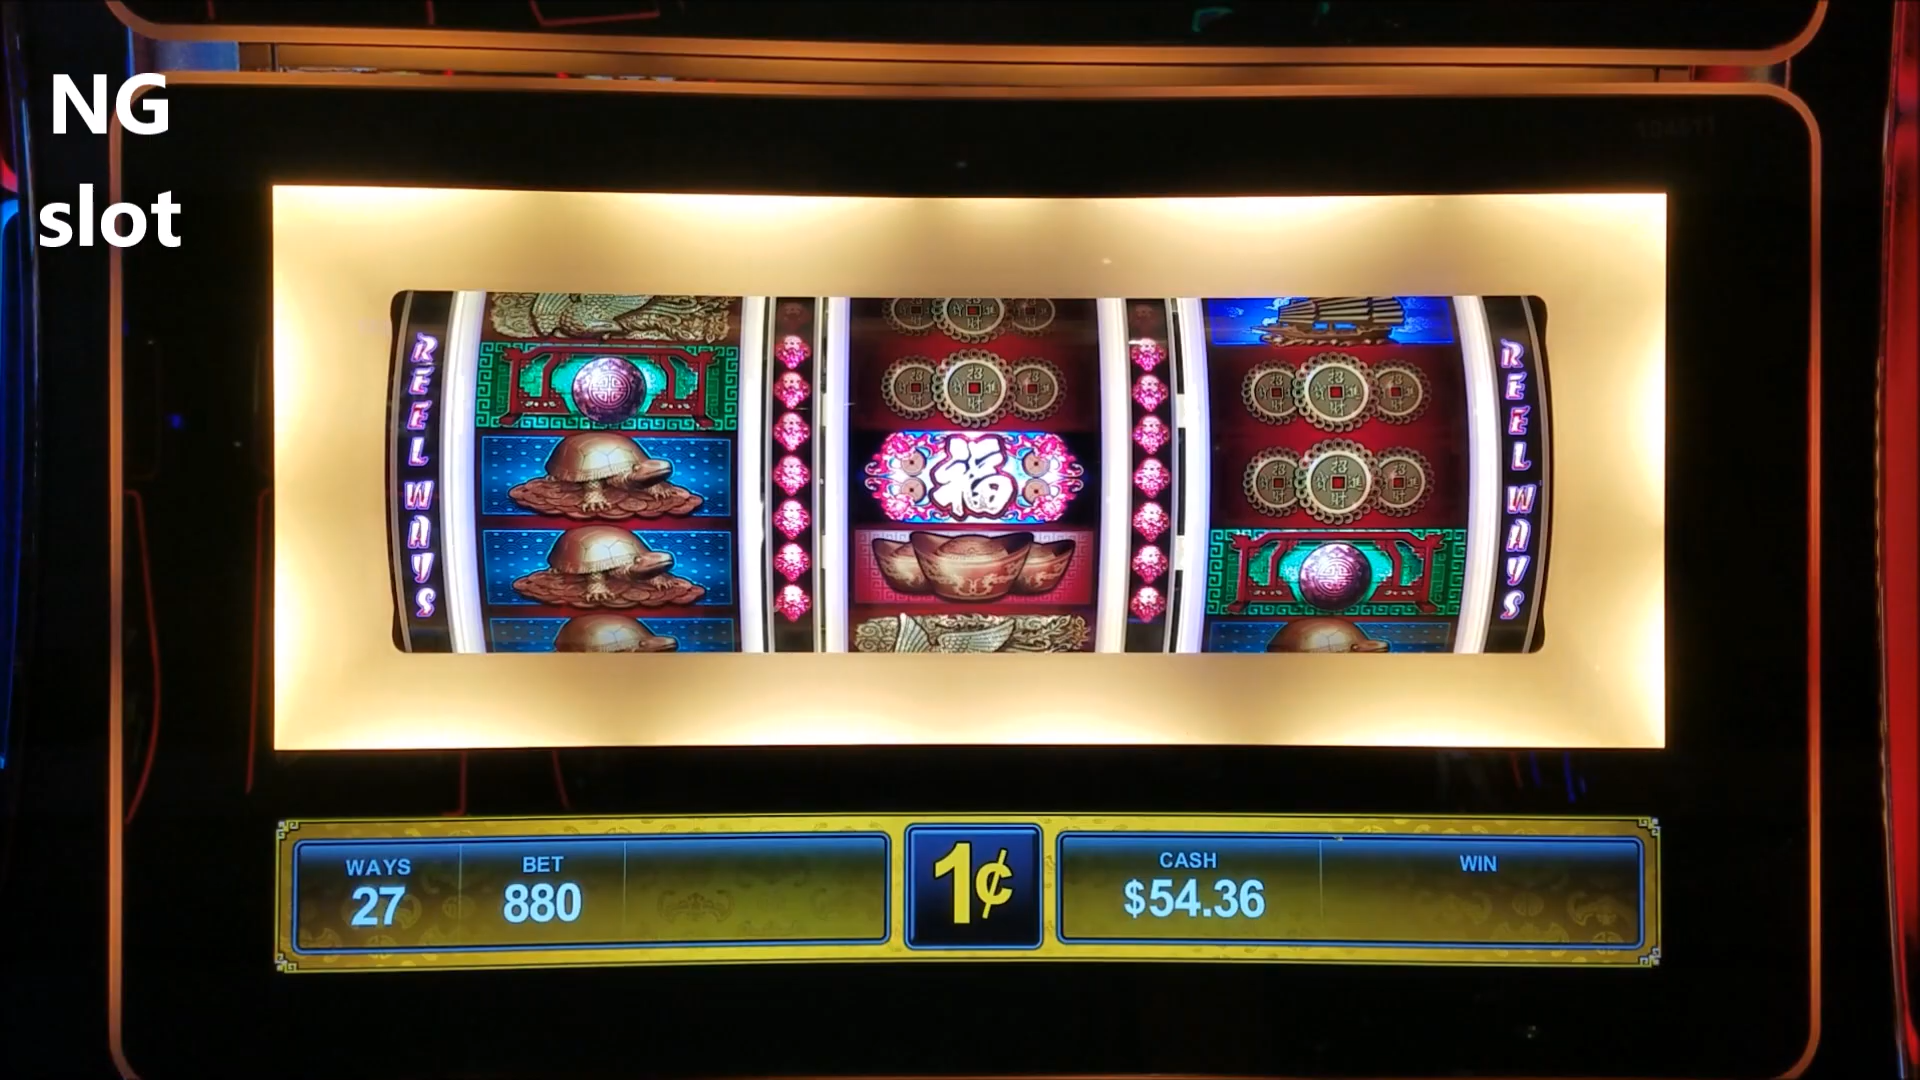 NG
slot
REEL WAYS
福
REEL WAYS
WAYS
27
BET
880
1¢
CASH
$54.36
WIN